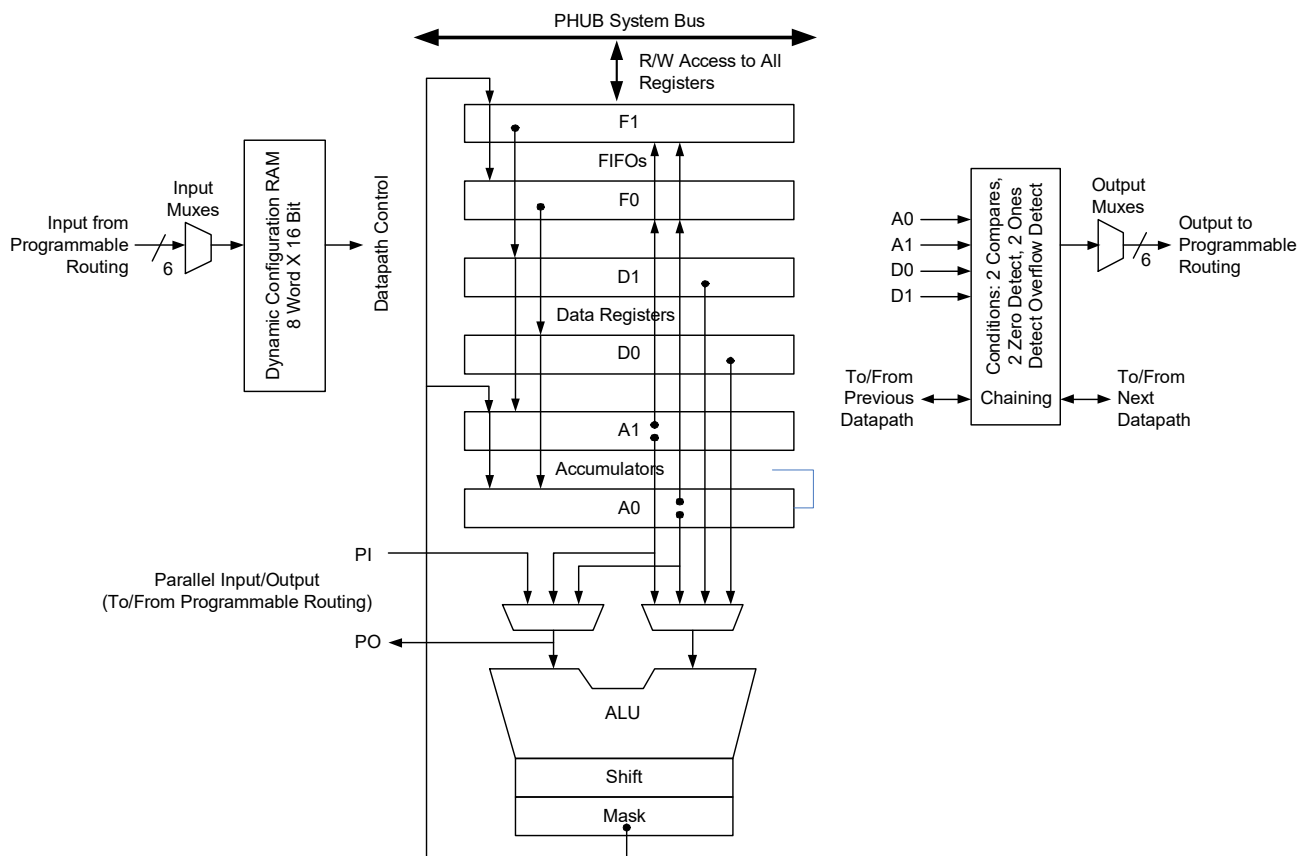 PHUB System Bus
R/W Access to All
Registers
F1
FIFOs
F0
D1
Data Registers
D0
A1
Accumulators
A0
Input from
Programmable
Routing
6
Input
Muxes
Dynamic Configuration RAM
8 Word X 16 Bit
Datapath Control
A0
A1
D0
D1
Conditions: 2 Compares,
2 Zero Detect, 2 Ones
Detect Overflow Detect
Output
Muxes
6
Output to
Programmable
Routing
To/From
Previous
Datapath
Chaining
To/From
Next
Datapath
PI
Parallel Input/Output
(To/From Programmable Routing)
PO
ALU
Shift
Mask